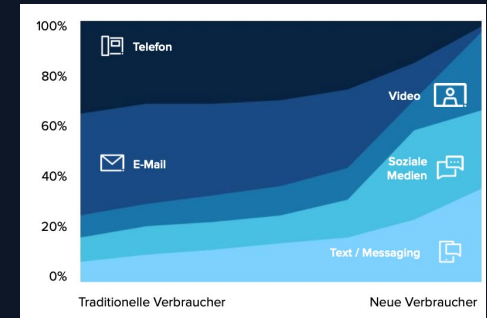 100%
Telefon
80%
Video
60%
E-Mail
Soziale
Medien
40%
20%
Text / Messaging
0%
Traditionelle Verbraucher
Neue Verbraucher